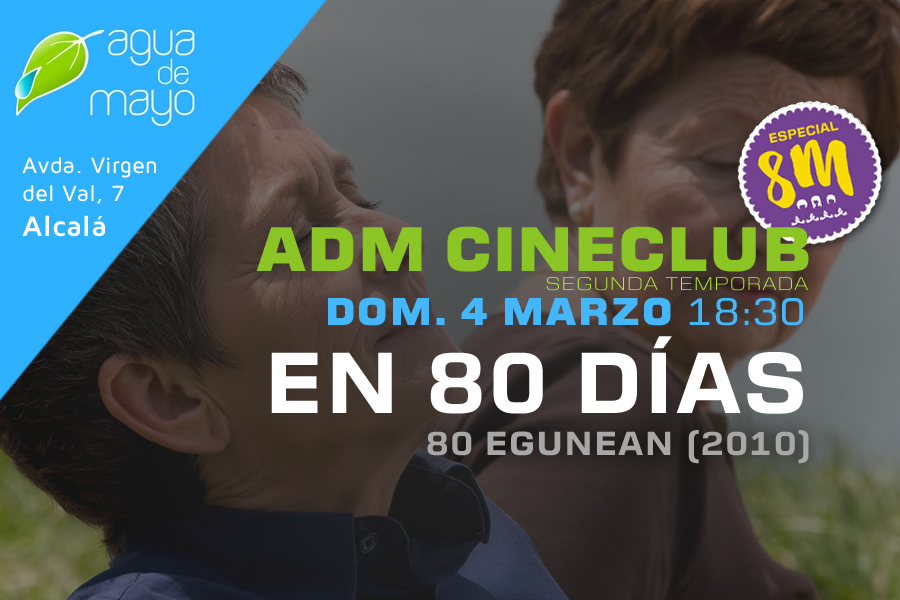 agua
de
mayo
Avda. Virgen
del Val, 7
Alcalá
ESPECIAL
8M
ADM CINECLUB
SEGUNDA TEMPORADA
DOM. 4 MARZO 18:30
EN 80 DÍAS
80 EGUNEAN (2010)